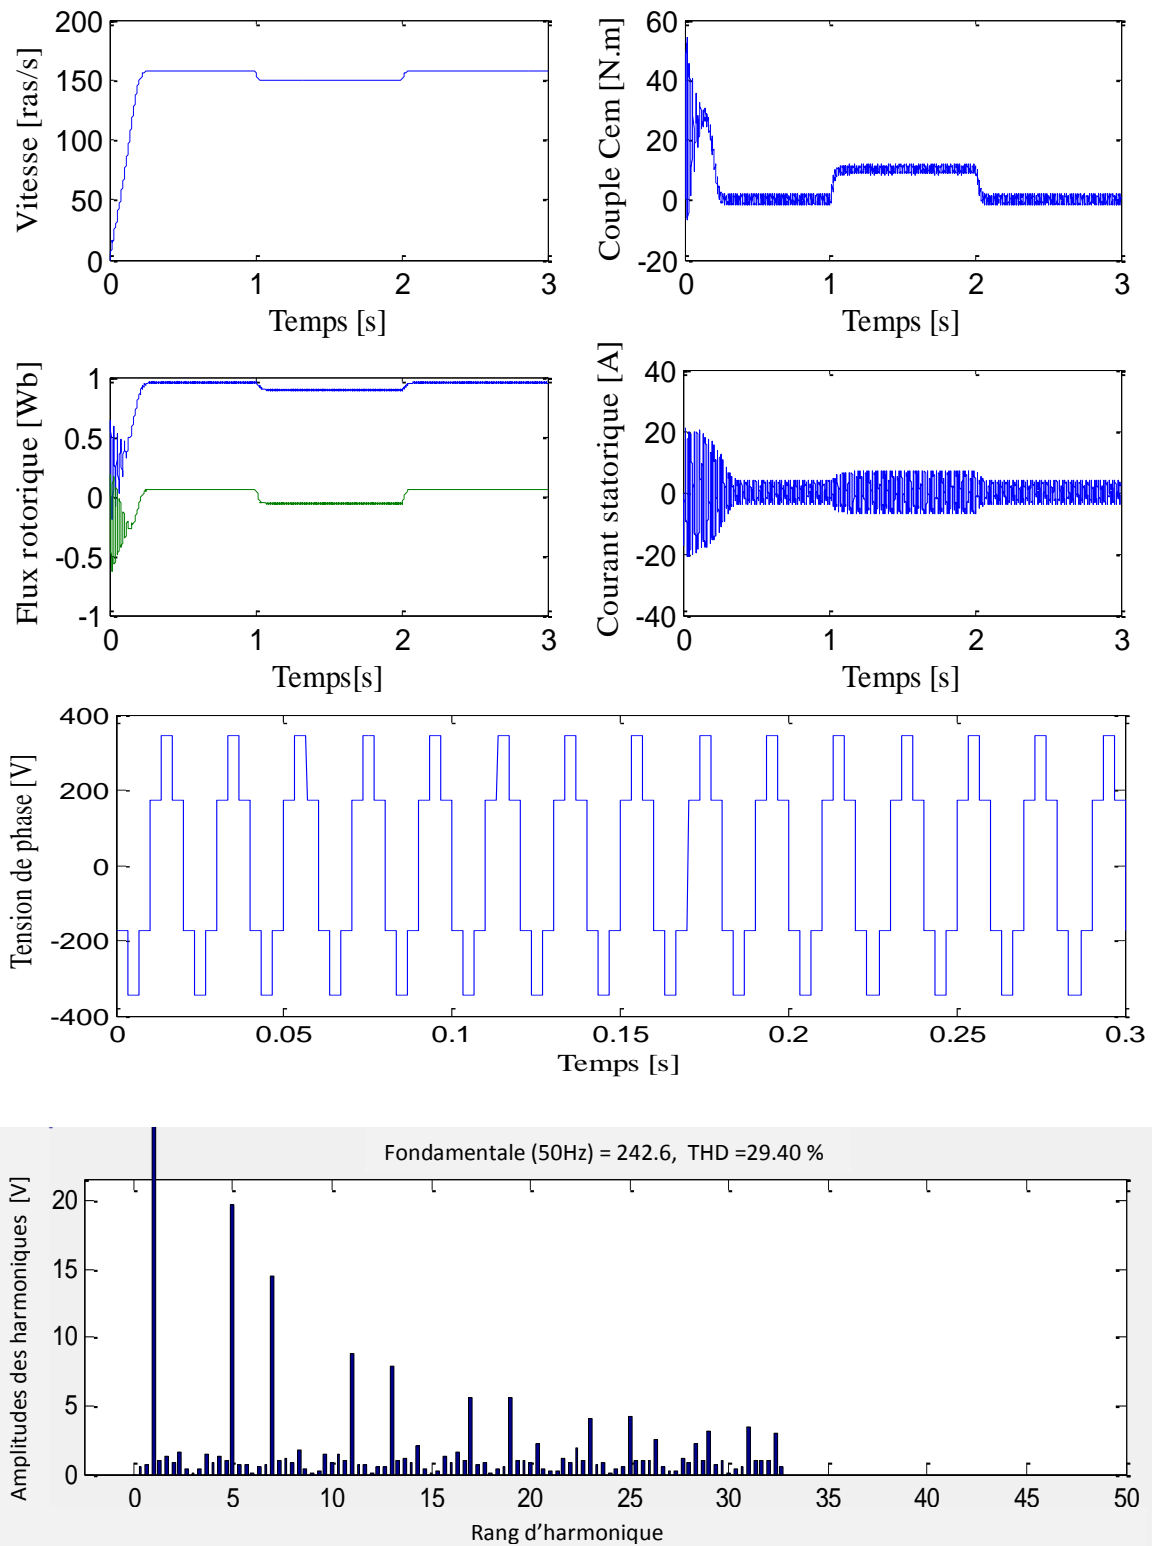 200
150
100
50
0
0 1 2 3
Vitesse [ras/s]
Temps [s]
60
40
20
0
-20
0 1 2 3
Couple Cem [N.m]
Temps [s]
1
0.5
0
-0.5
-1
0 1 2 3
Flux rotorique [Wb]
Temps[s]
40
20
0
-20
-40
0 1 2 3
Courant statorique [A]
Temps [s]
400
200
0
-200
-400
0 0.05 0.1 0.15 0.2 0.25 0.3
Tension de phase [V]
Temps [s]
Fondamentale (50Hz) = 242.6, THD =29.40 %
20
15
10
5
0
0 5 10 15 20 25 30 35 40 45 50
Amplitudes des harmoniques [V]
Rang d’harmonique